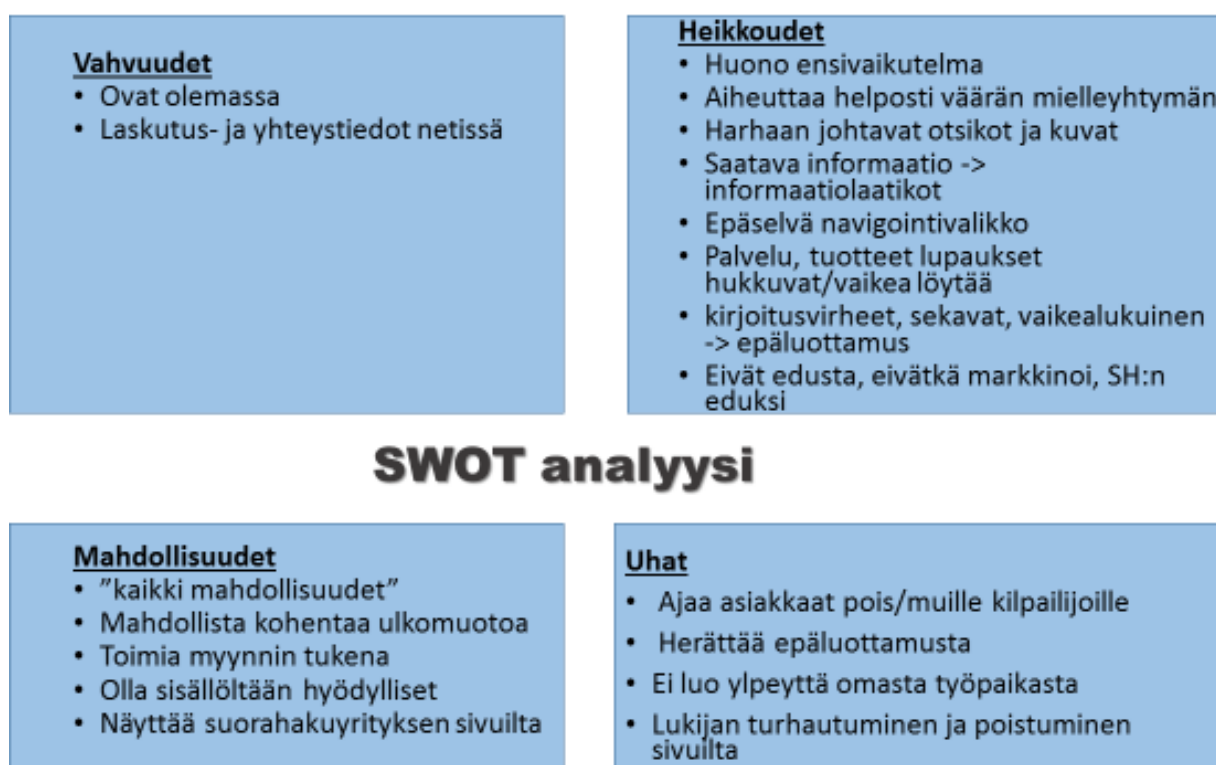 Vahvuudet
• Ovat olemassa
• Laskutus- ja yhteystiedot netissä
Heikkoudet
• Huono ensivaikutelma
• Aiheuttaa helposti väärän mielleyhtymän
• Harhaan johtavat otsikot ja kuvat
• Saatava informaatio ->
informaatiolaatikot
• Epäselvä navigointivalikko
• Palvelu, tuotteet lupaukset
hukkuvat/vaikea löytää
• kirjoitusvirheet, sekavat, vaikealukuinen
-> epäluottamus
• Eivät edusta, eivätkä markkinoi, SH:n
eduksi
SWOT analyysi
Mahdollisuudet
• ”kaikki mahdollisuudet”
• Mahdollista kohentaa ulkomuotoa
• Toimia myynnin tukena
• Olla sisällöltään hyödylliset
• Näyttää suorahakuyrityksen sivuilta
Uhat
• Ajaa asiakkaat pois/muille kilpailijoille
• Herättää epäluottamusta
• Ei luo ylpeyttä omasta työpaikasta
• Lukijan turhautuminen ja poistuminen
sivuilta